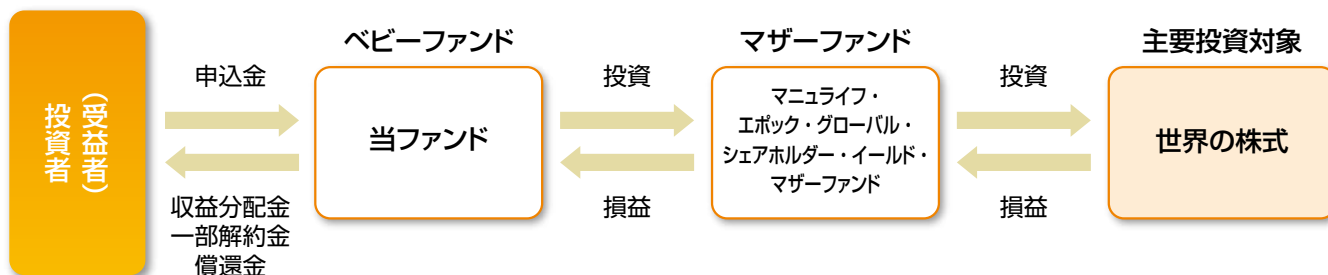 投資者
(受益者)
申込金
収益分配金
一部解約金
償還金
ベビーファンド
当ファンド
投資
損益
マザーファンド
マニュライフ・
エポック・グローバル・
シェアホルダー・イールド・
マザーファンド
投資
損益
主要投資対象
世界の株式